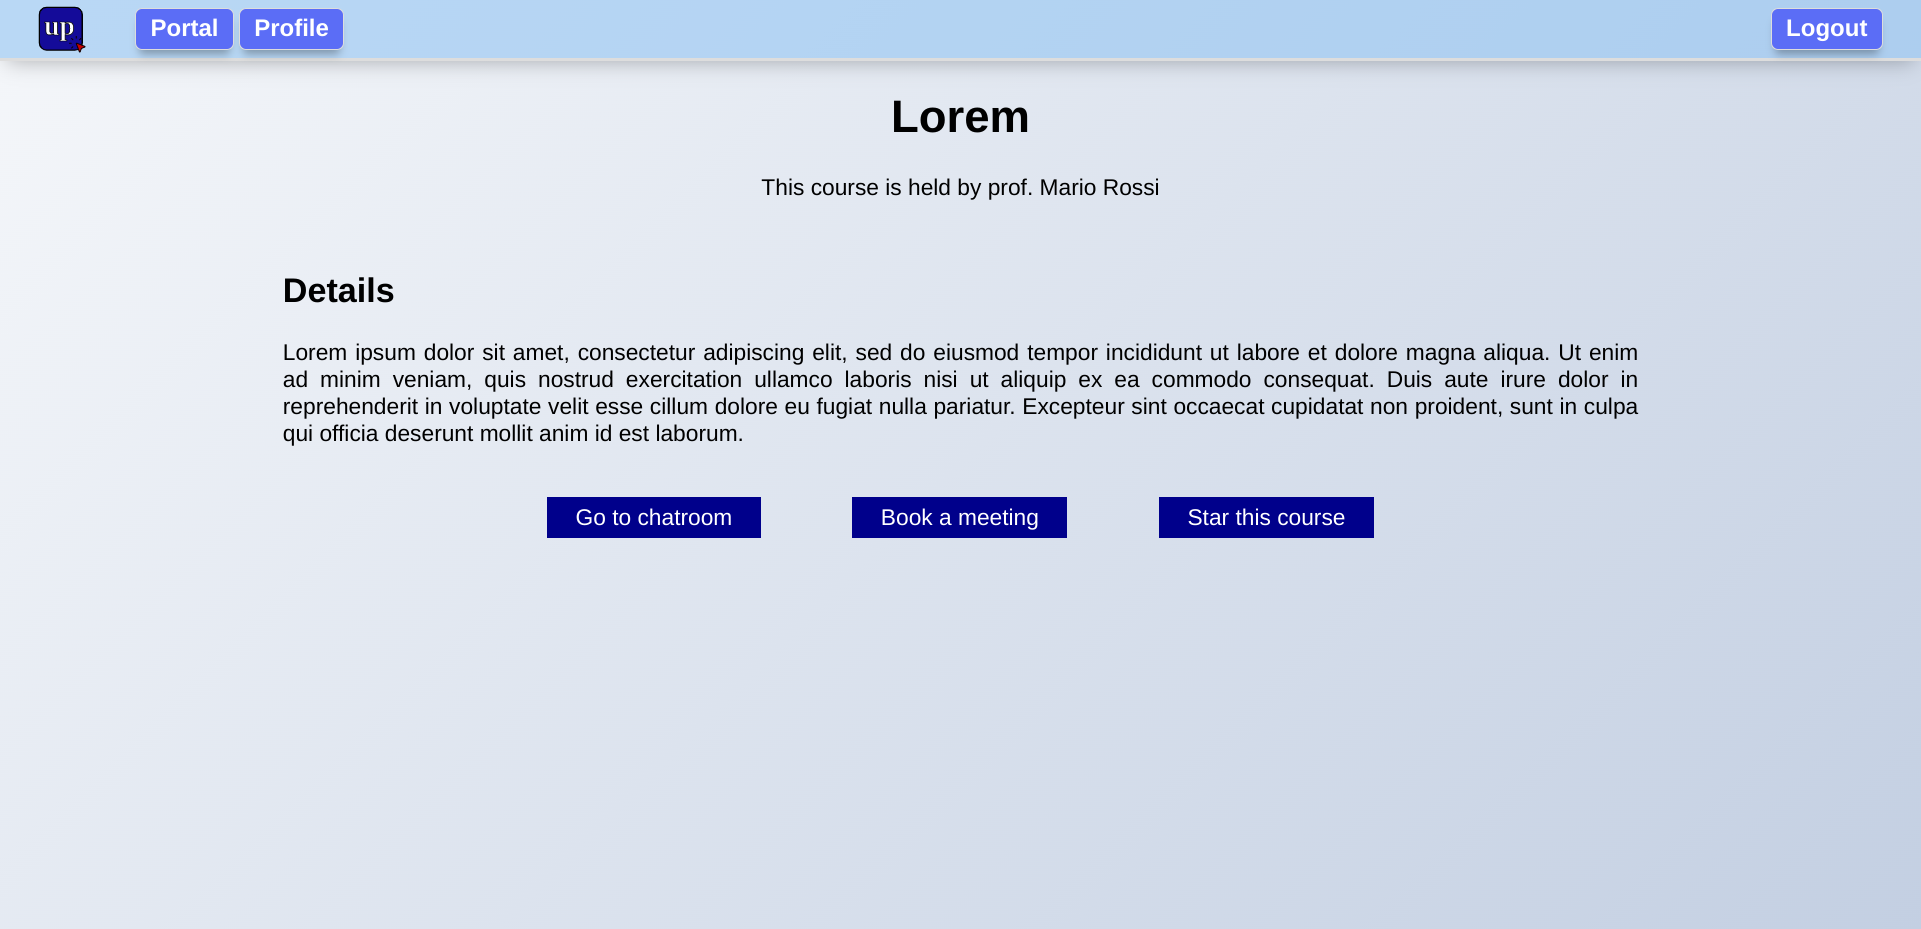 up
Portal
Profile
Logout
Lorem
This course is held by prof. Mario Rossi
Details
Lorem ipsum dolor sit amet, consectetur adipiscing elit, sed do eiusmod tempor incididunt ut labore et dolore magna aliqua. Ut enim
ad minim veniam, quis nostrud exercitation ullamco laboris nisi ut aliquip ex ea commodo consequat. Duis aute irure dolor in
reprehenderit in voluptate velit esse cillum dolore eu fugiat nulla pariatur. Excepteur sint occaecat cupidatat non proident, sunt in culpa
qui officia deserunt mollit anim id est laborum.
Go to chatroom
Book a meeting
Star this course